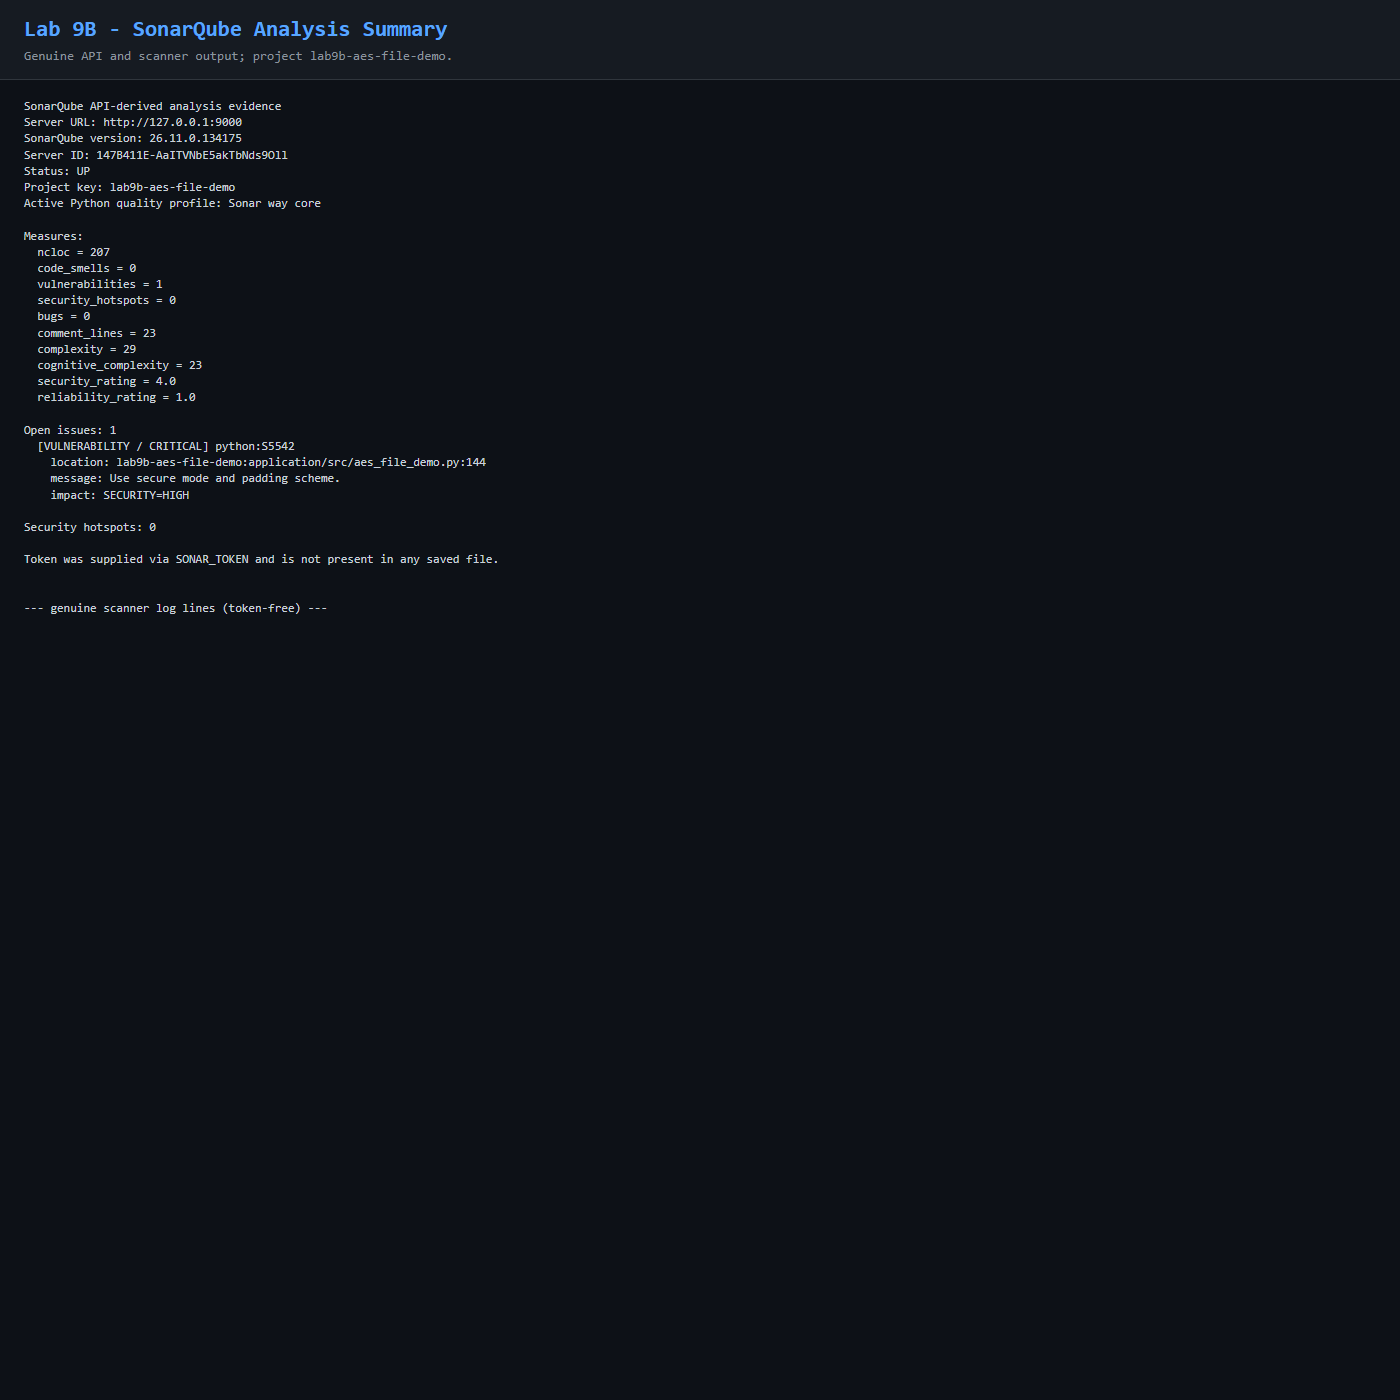 Lab 9B - SonarQube Analysis Summary
Genuine API and scanner output; project lab9b-aes-file-demo.
SonarQube API-derived analysis evidence
Server URL: http://127.0.0.1:9000
SonarQube version: 26.11.0.134175
Server ID: 147B411E-AaITVNbE5akTbNds9Oll
Status: UP
Project key: lab9b-aes-file-demo
Active Python quality profile: Sonar way core
Measures:
ncloc = 207
code_smells = 0
vulnerabilities = 1
security_hotspots = 0
bugs = 0
comment_lines = 23
complexity = 29
cognitive_complexity = 23
security_rating = 4.0
reliability_rating = 1.0
Open issues: 1
[VULNERABILITY / CRITICAL] python:S5542
location: lab9b-aes-file-demo:application/src/aes_file_demo.py:144
message: Use secure mode and padding scheme.
impact: SECURITY=HIGH
Security hotspots: 0
Token was supplied via SONAR_TOKEN and is not present in any saved file.
--- genuine scanner log lines (token-free) ---